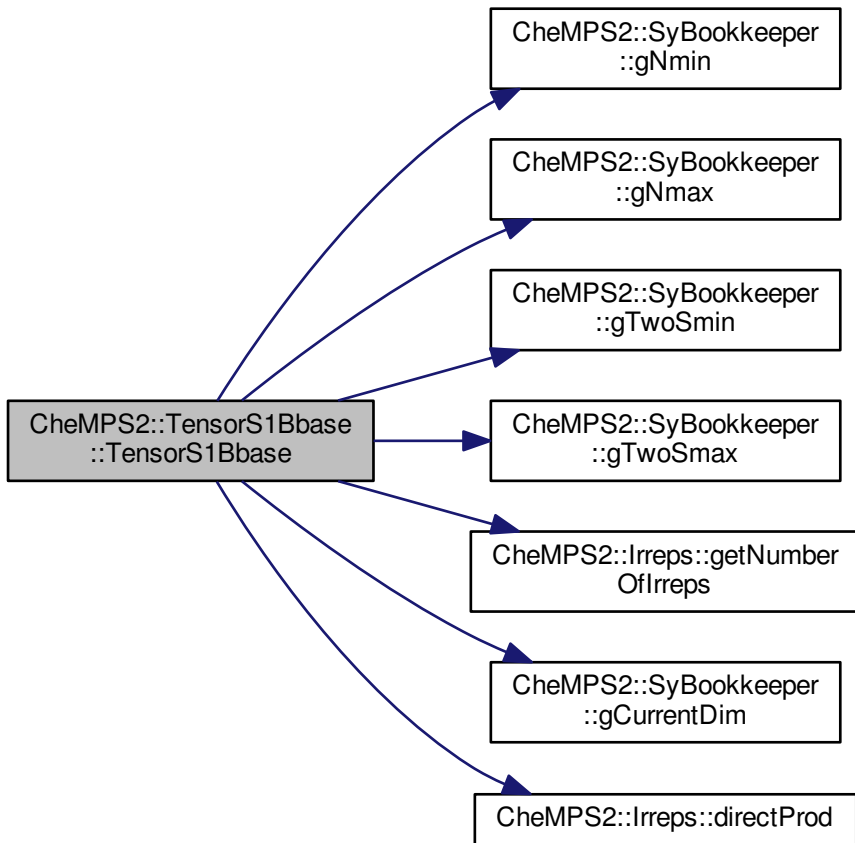 CheMPS2::SyBookkeeper
::gNmin
CheMPS2::SyBookkeeper
::gNmax
CheMPS2::SyBookkeeper
::gTwoSmin
CheMPS2::TensorS1Bbase
::TensorS1Bbase
CheMPS2::SyBookkeeper
::gTwoSmax
CheMPS2::Irreps::getNumber
OfIrreps
CheMPS2::SyBookkeeper
::gCurrentDim
CheMPS2::Irreps::directProd